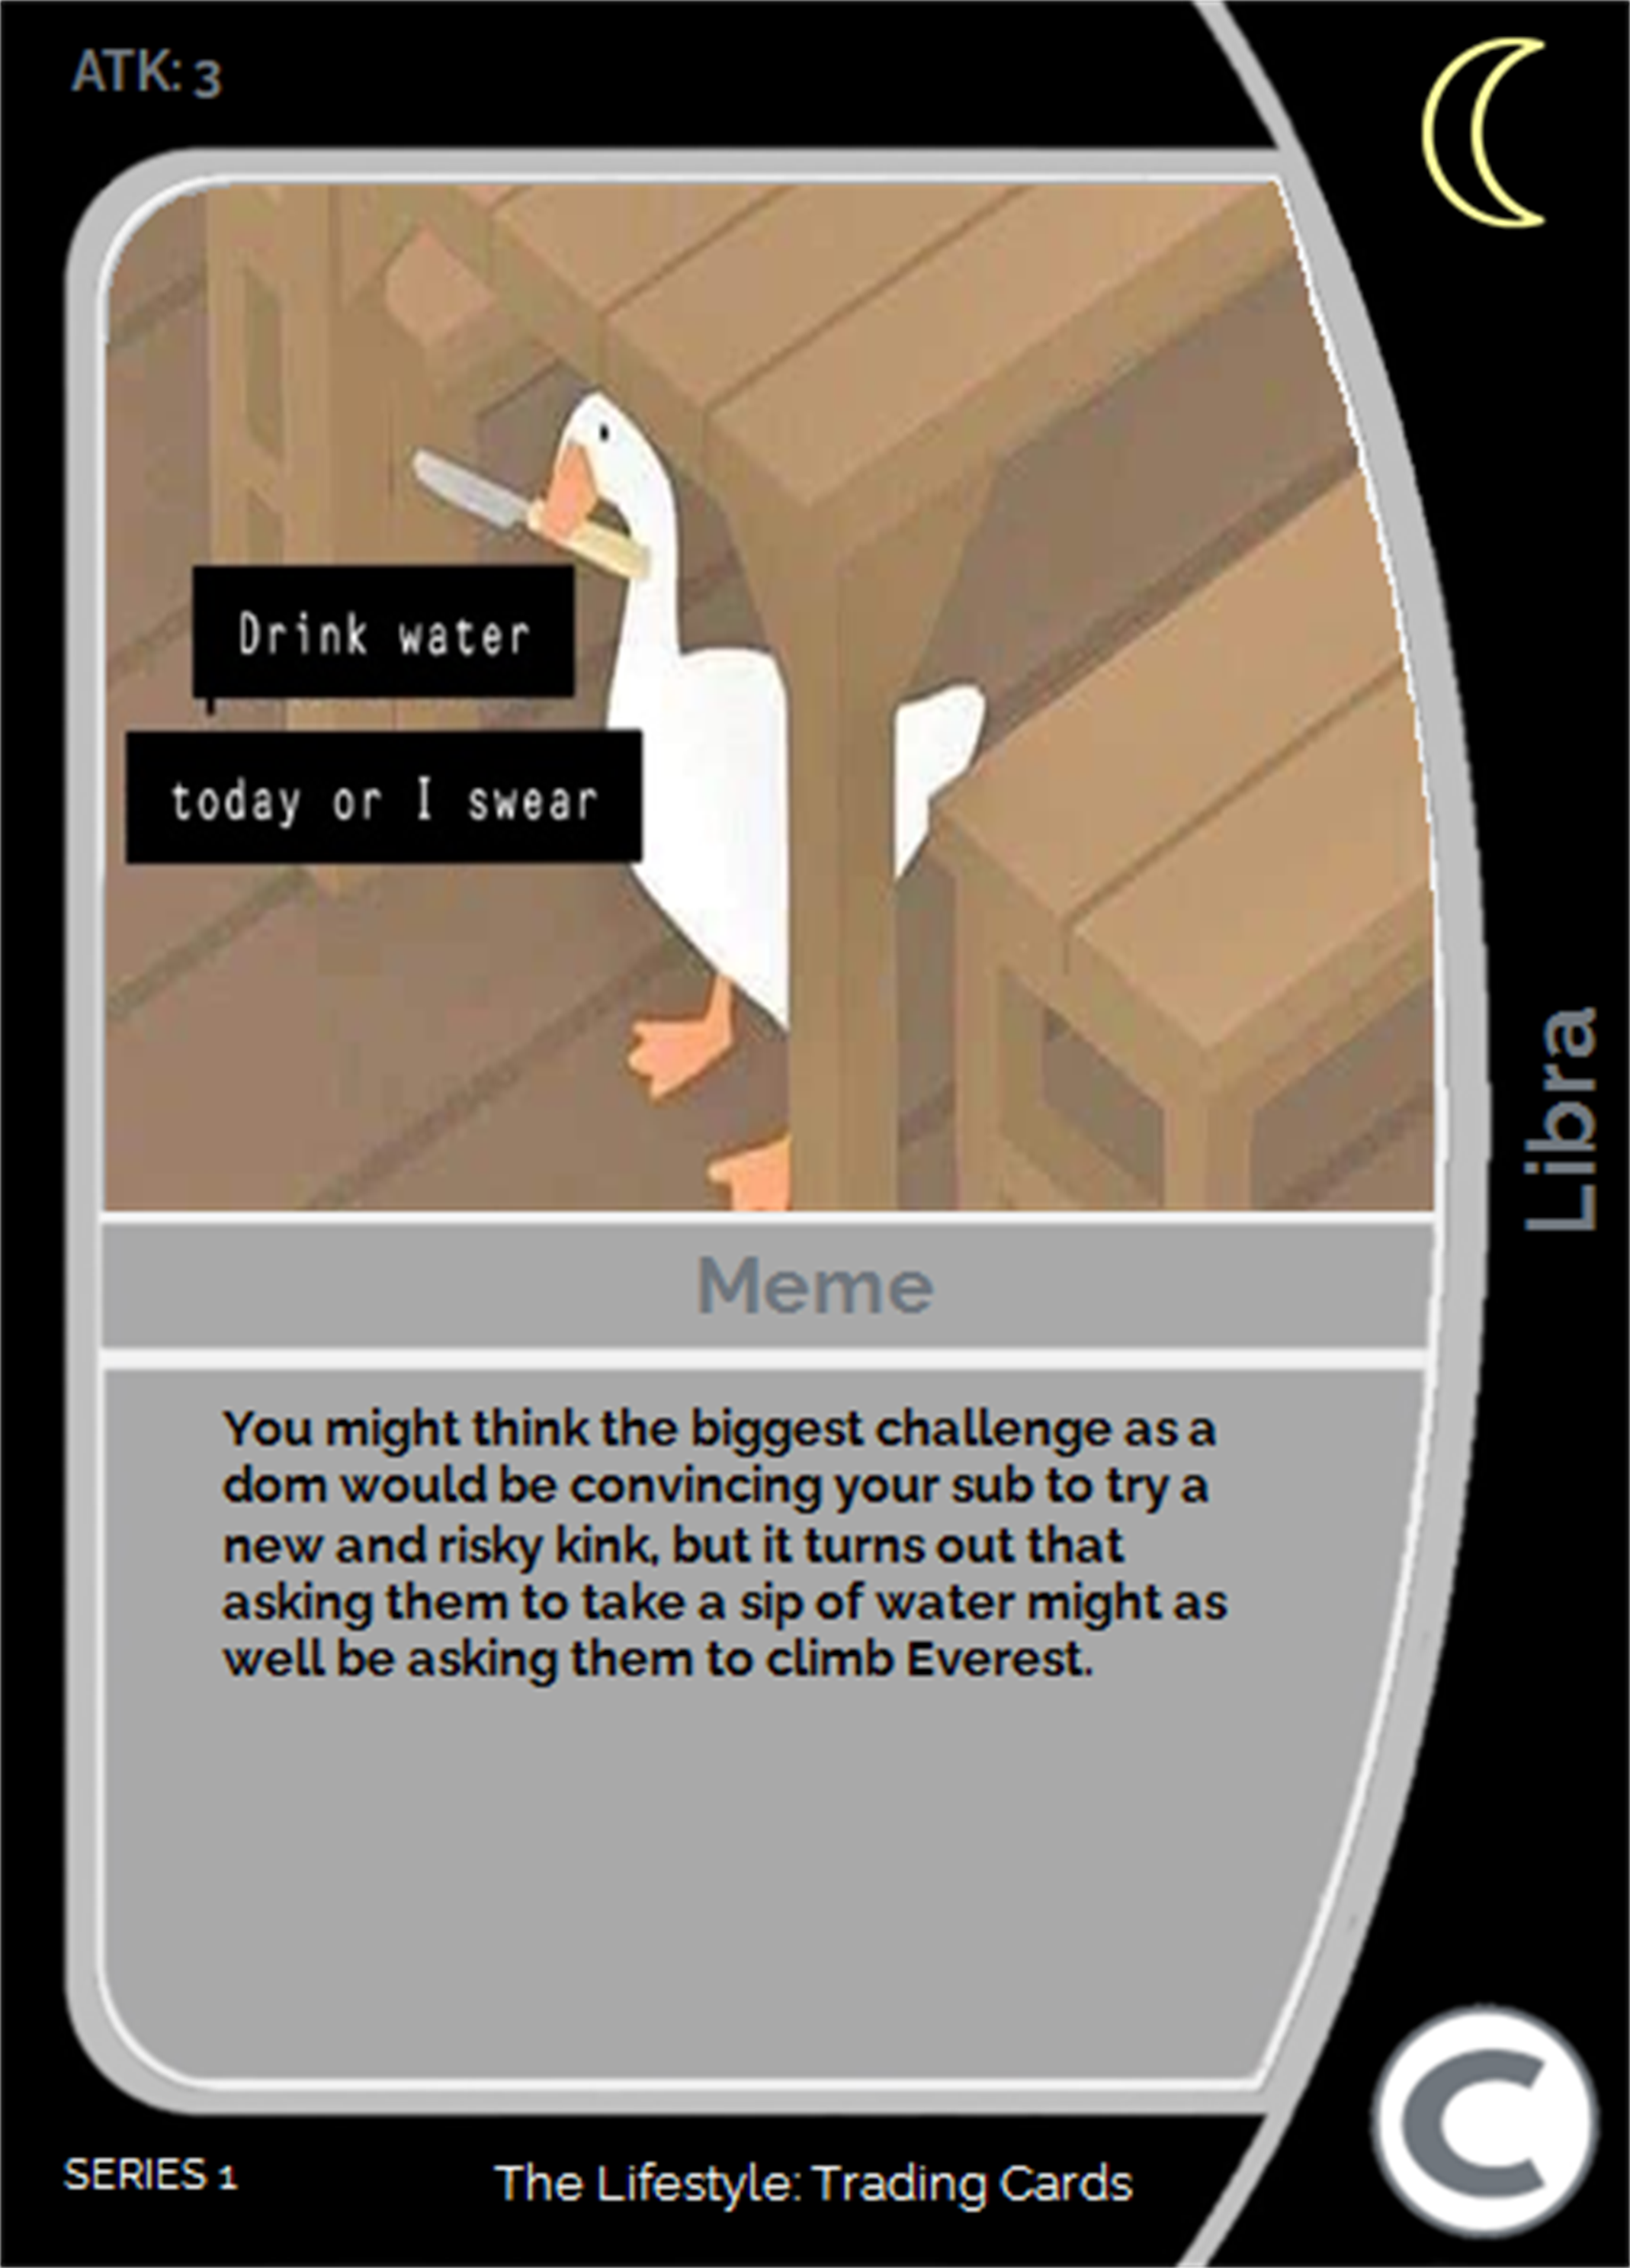 ATK: 3
Drink water
today or I swear
Libra
Meme
You might think the biggest challenge as a
dom would be convincing your sub to try a
new and risky kink, but it turns out that
asking them to take a sip of water might as
well be asking them to climb Everest.
C
SERIES 1
The Lifestyle: Trading Cards